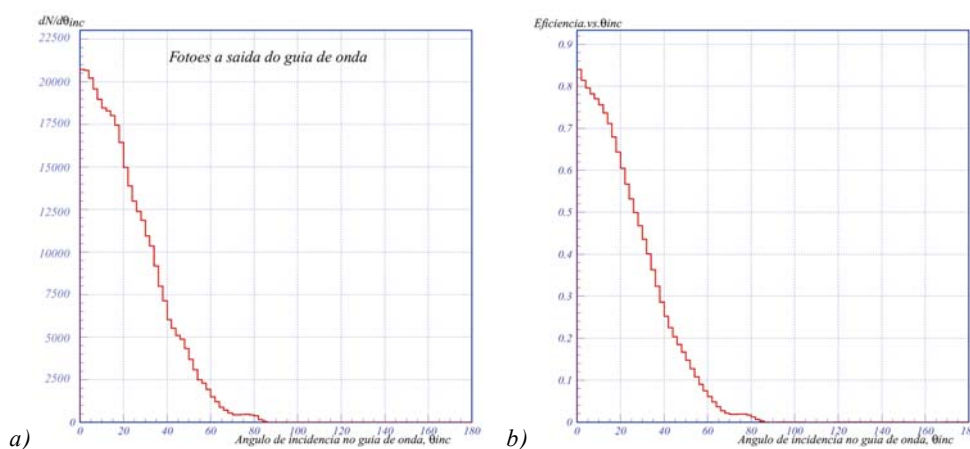 dN/dθinc
Fotoes a saida do guia de onda
22500
20000
17500
15000
12500
10000
7500
5000
2500
0
0 20 40 60 80 100 120 140 160 180
Angulo de incidencia no guia de onda, θinc
a)
Eficiencia.vs.θinc
0.9
0.8
0.7
0.6
0.5
0.4
0.3
0.2
0.1
0
0 20 40 60 80 100 120 140 160 180
Angulo de incidencia no guia de onda, θinc
b)